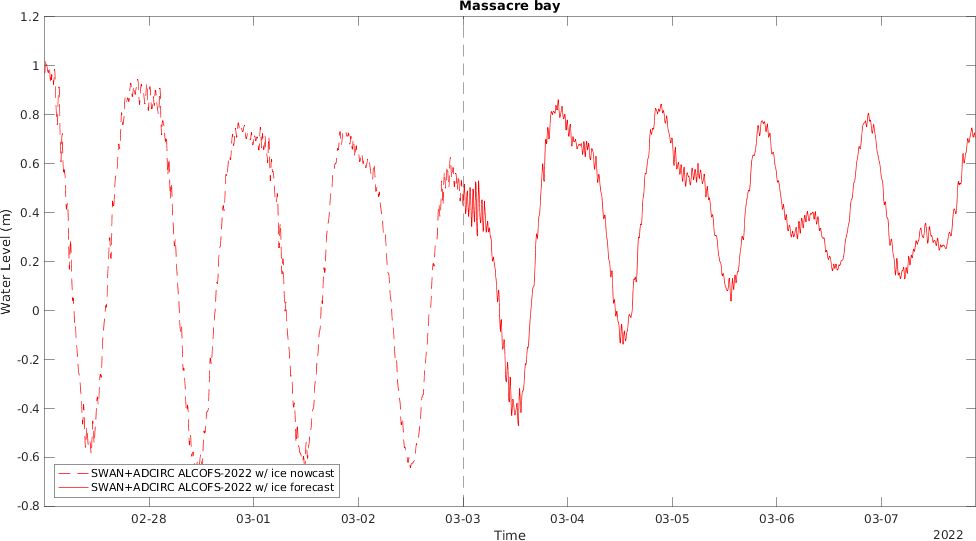 Massacre bay
1.2
1
0.8
0.6
0.4
0.2
0
-0.2
-0.4
-0.6
-0.8
Water Level (m)
SWAN+ADCIRC ALCOFS-2022 w/ ice nowcast
SWAN+ADCIRC ALCOFS-2022 w/ ice forecast
02-28 03-01 03-02 03-03 03-04 03-05 03-06 03-07
Time
2022